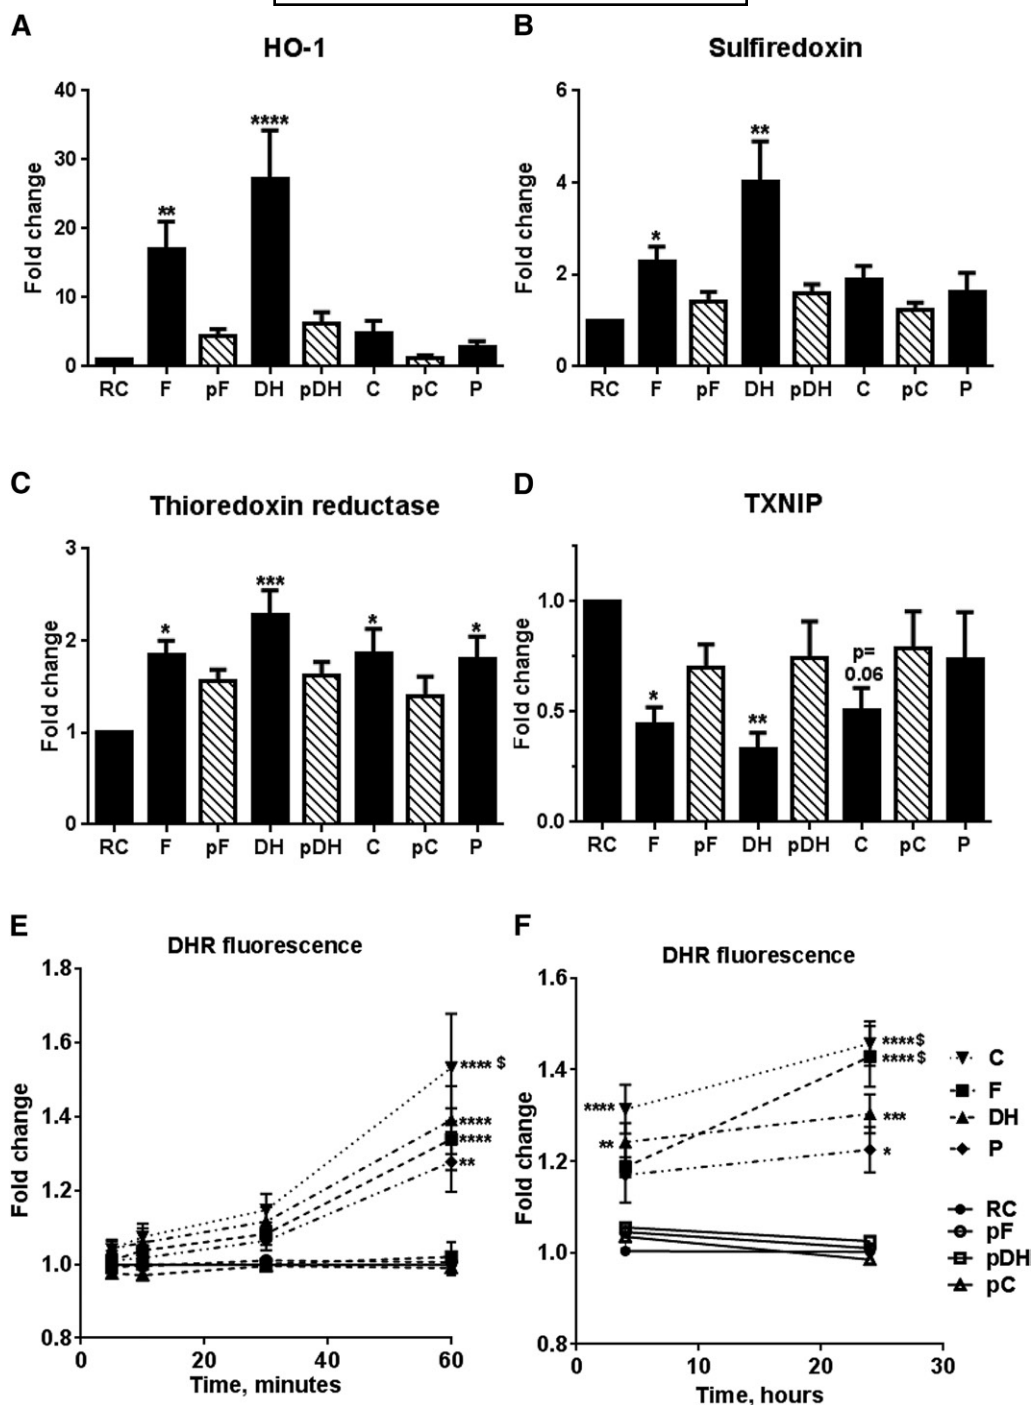 A
HO-1
40
30
20
10
0
Fold change
**
****
RC F pF DH pDH C pC P
B
Sulfiredoxin
6
4
2
0
Fold change
*
**
RC F pF DH pDH C pC P
C
Thioredoxin reductase
3
2
1
0
Fold change
*
***
*
*
RC F pF DH pDH C pC P
D
TXNIP
1.0
0.5
0.0
Fold change
*
**
p=
0.06
RC F pF DH pDH C pC P
E
DHR fluorescence
1.8
1.6
1.4
1.2
1.0
0.8
Fold change
**** $
****
****
**
0 20 40 60
Time, minutes
F
DHR fluorescence
1.6
1.4
1.2
1.0
0.8
Fold change
****
**
****$
****$
***
*
0 10 20 30
Time, hours
C
F
DH
P
RC
pF
pDH
pC